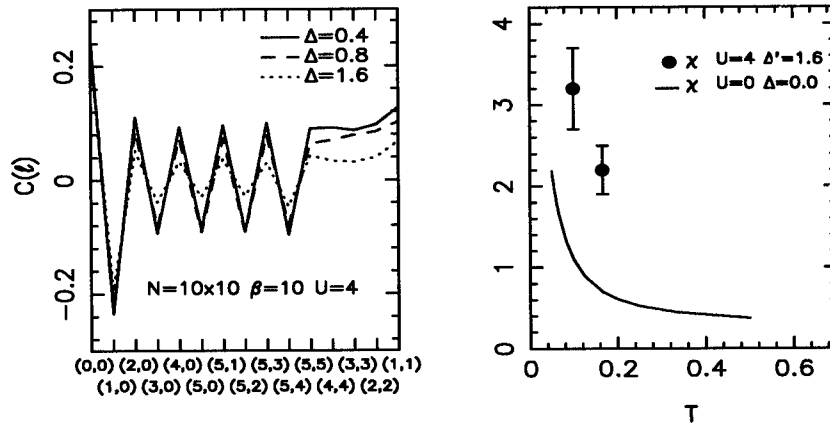 0.2
0
−0.2
C(ℓ)
Δ=0.4
Δ=0.8
Δ=1.6
N=10x10 β=10 U=4
(0,0) (2,0) (4,0) (5,1) (5,3) (5,5) (3,3) (1,1)
(1,0) (3,0) (5,0) (5,2) (5,4) (4,4) (2,2)
4
3
2
1
0
χ U=4 Δ'=1.6
χ U=0 Δ=0.0
0 0.2 0.4 0.6
T